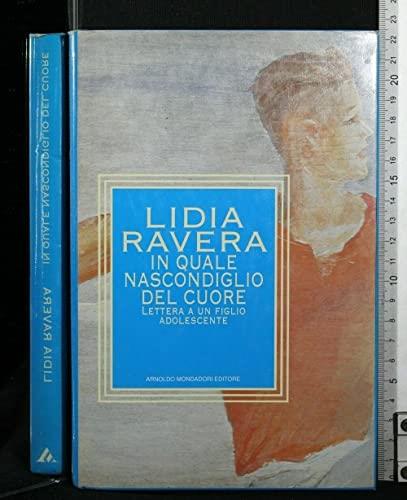 LIDIA RAVERA IN QUALE NASCONDIGLIO DEL CUORE
LIDIA
RAVERA
IN QUALE
NASCONDIGLIO
DEL CUORE
LETTERA A UN FIGLIO
ADOLESCENTE
ARNOLDO MONDADORI EDITORE